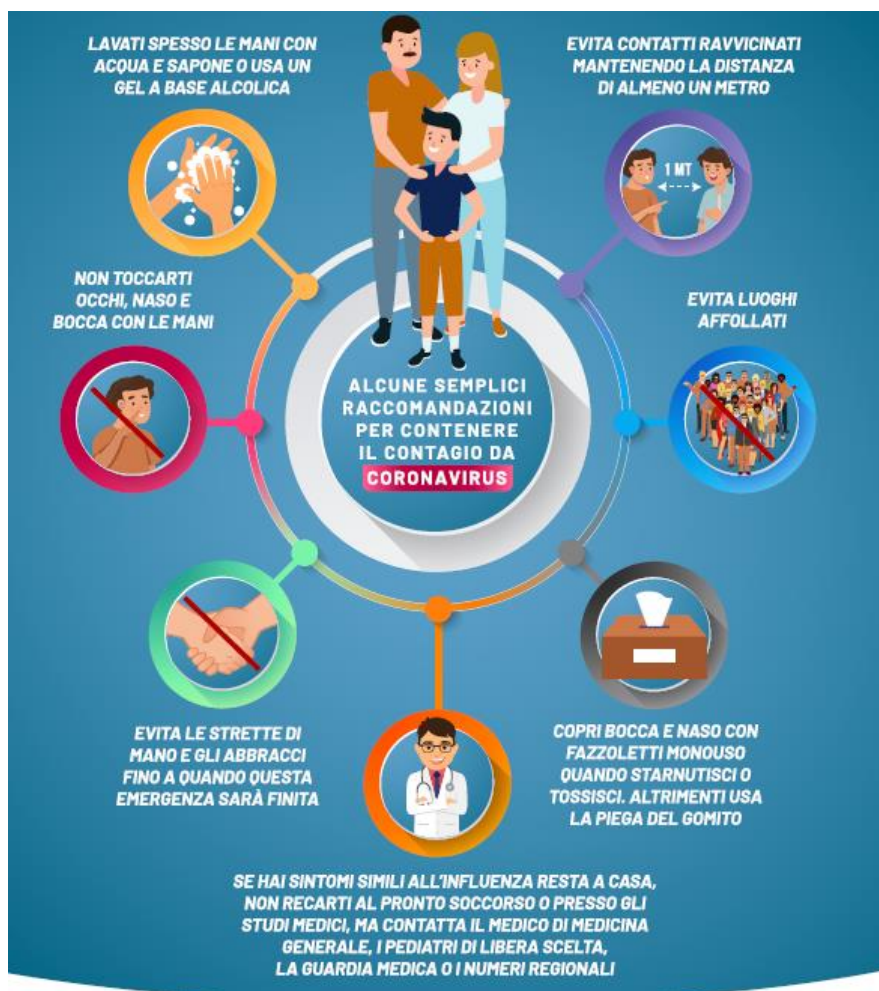 LAVATI SPESSO LE MANI CON
ACQUA E SAPONE O USA UN
GEL A BASE ALCOLICA
EVITA CONTATTI RAVVICINATI
MANTENENDO LA DISTANZA
DI ALMENO UN METRO
1 MT
NON TOCCARTI
OCCHI, NASO E
BOCCA CON LE MANI
EVITA LUOGHI
AFFOLLATI
ALCUNE SEMPLICI
RACCOMANDAZIONI
PER CONTENERE
IL CONTAGIO DA
CORONAVIRUS
EVITA LE STRETTE DI
MANO E GLI ABBRACCI
FINO A QUANDO QUESTA
EMERGENZA SARÀ FINITA
COPRI BOCCA E NASO CON
FAZZOLETTI MONOUSO
QUANDO STARNUTISCI O
TOSSISCI. ALTRIMENTI USA
LA PIEGA DEL GOMITO
SE HAI SINTOMI SIMILI ALL'INFLUENZA RESTA A CASA,
NON RECARTI AL PRONTO SOCCORSO O PRESSO GLI
STUDI MEDICI, MA CONTATTA IL MEDICO DI MEDICINA
GENERALE, I PEDIATRI DI LIBERA SCELTA,
LA GUARDIA MEDICA O I NUMERI REGIONALI